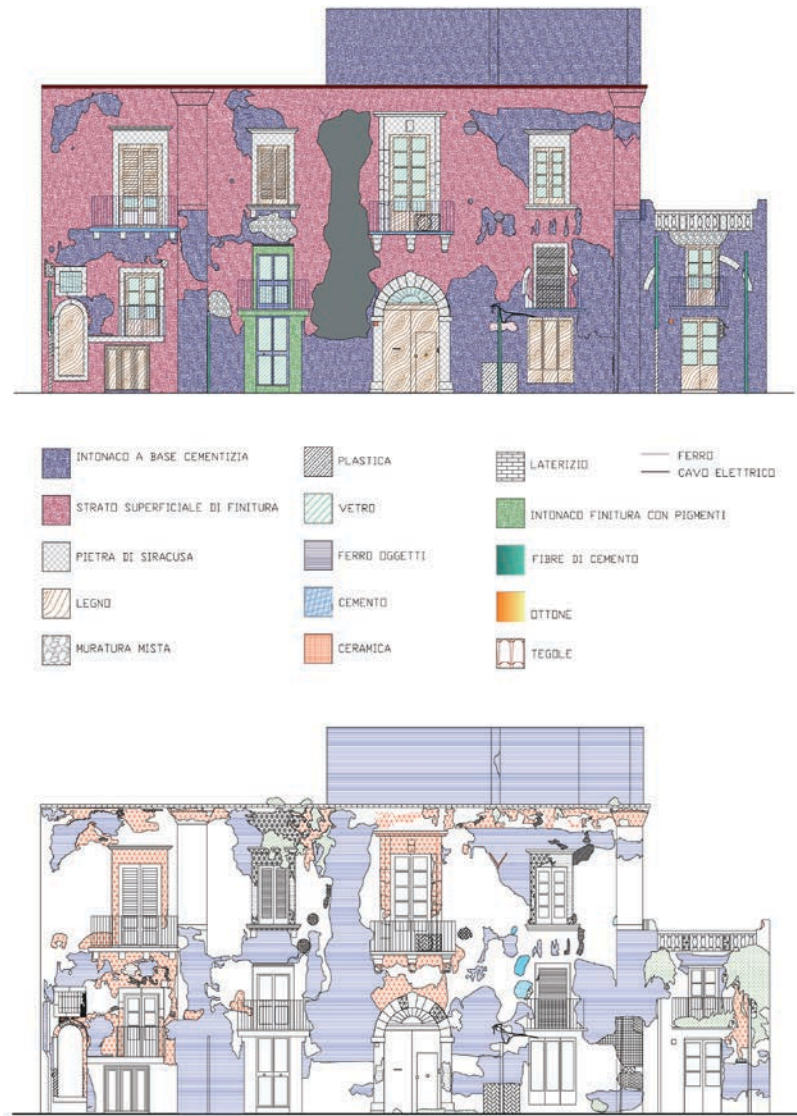 INTONACO A BASE CEMENTIZIA
STRATO SUPERFICIALE DI FINITURA
PIETRA DI SIRACUSA
LEGNO
MURATURA MISTA
PLASTICA
VETRO
FERRO OGGETTI
CEMENTO
CERAMICA
LATERIZIO
INTONACO FINITURA CON PIGMENTI
FIBRE DI CEMENTO
OTTONE
TEGOLE
FERRO
CAVO ELETTRICO